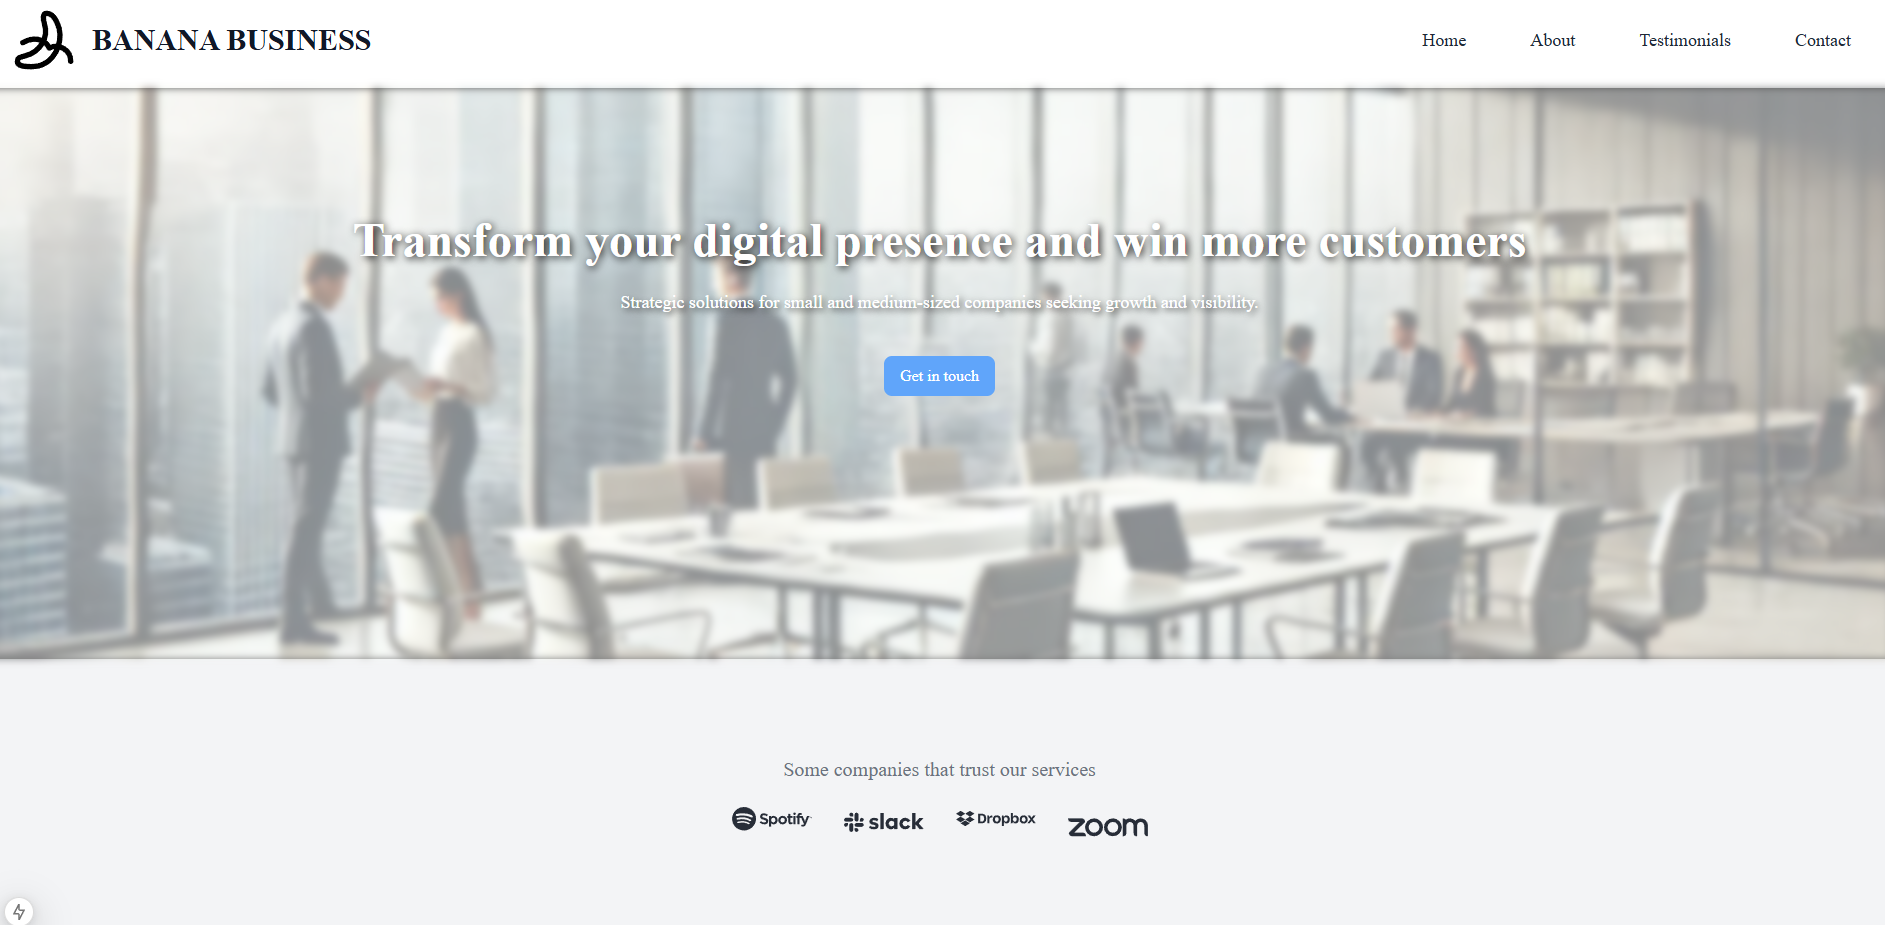 BANANA BUSINESS
Home About Testimonials Contact
Transform your digital presence and win more customers
Strategic solutions for small and medium-sized companies seeking growth and visibility.
Get in touch
Some companies that trust our services
Spotify slack Dropbox zoom